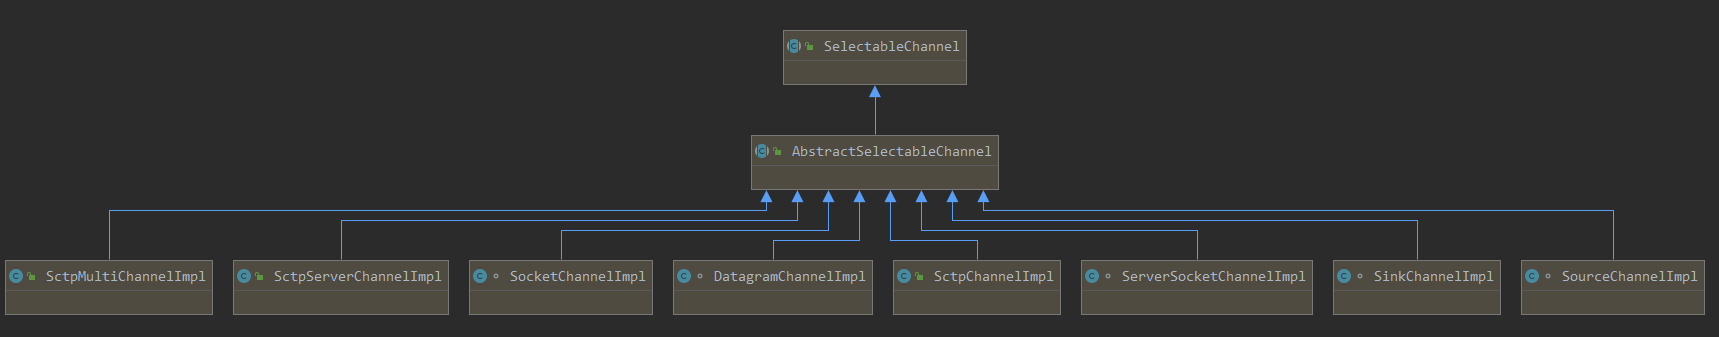 SelectableChannel
AbstractSelectableChannel
SctpMultiChannelImpl
SctpServerChannelImpl
SocketChannelImpl
DatagramChannelImpl
SctpChannelImpl
ServerSocketChannelImpl
SinkChannelImpl
SourceChannelImpl